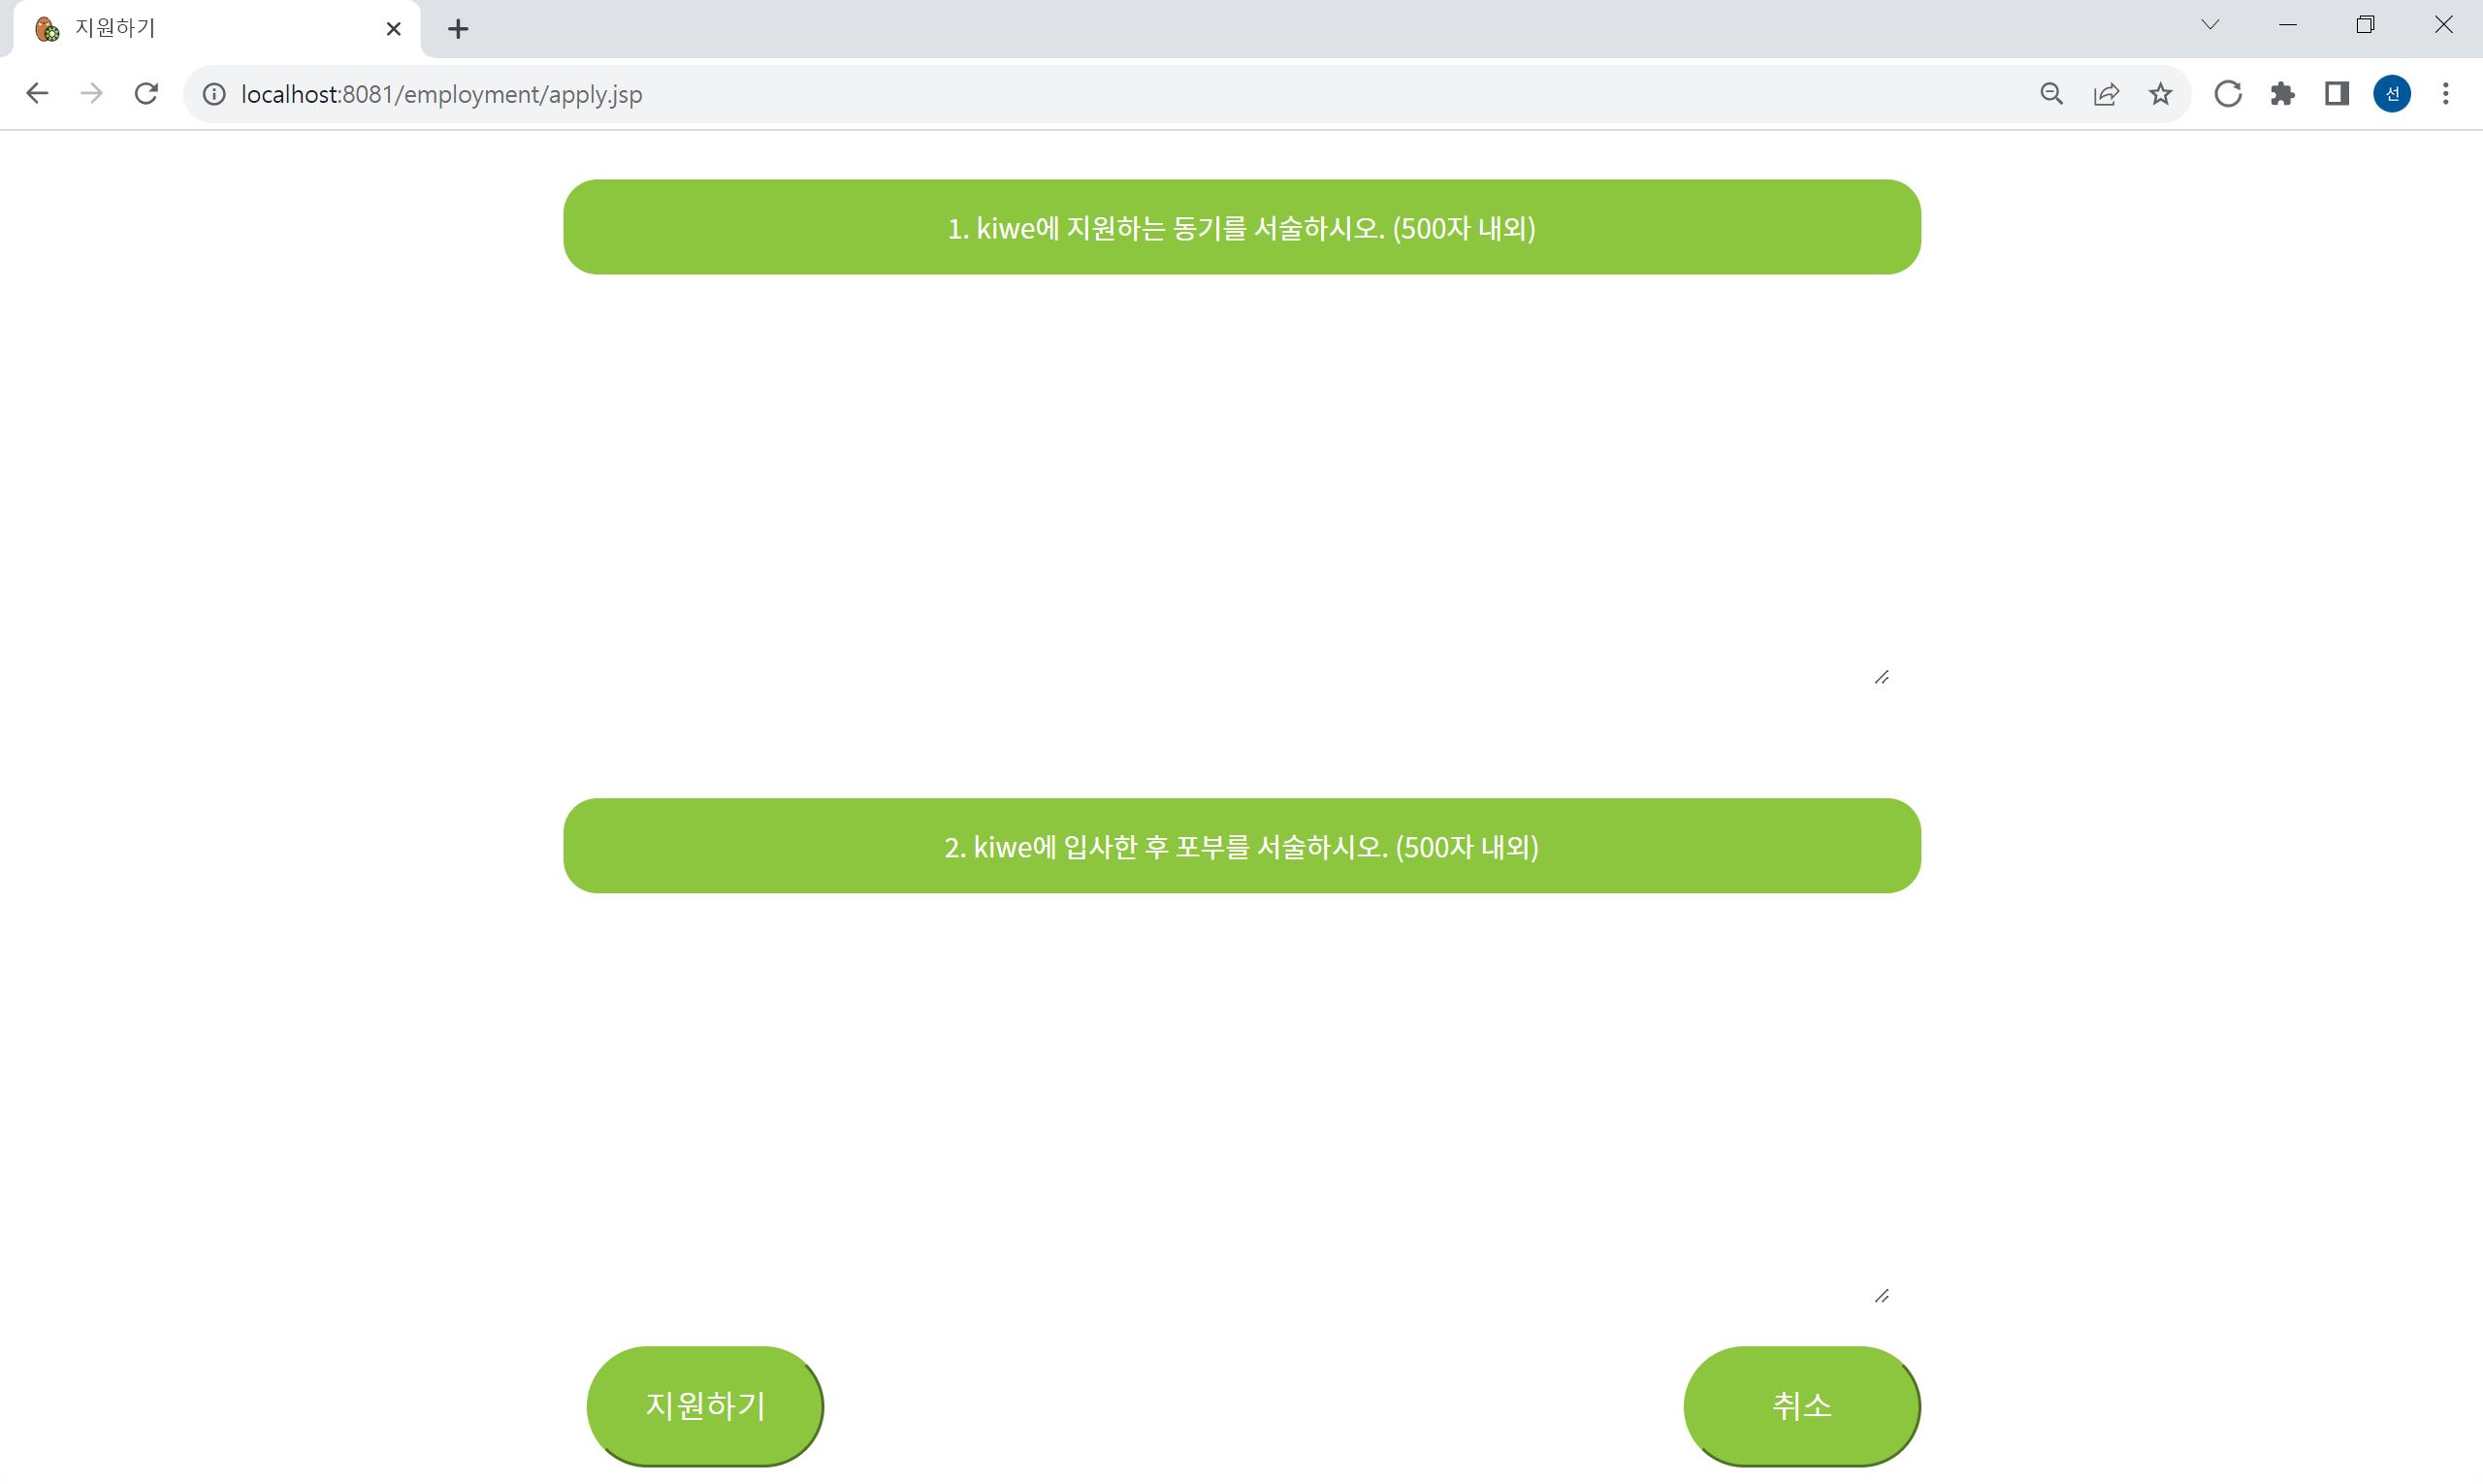 지원하기
localhost:8081/employment/apply.jsp
선
1. kiwe에 지원하는 동기를 서술하시오. (500자 내외)
2. kiwe에 입사한 후 포부를 서술하시오. (500자 내외)
지원하기
취소